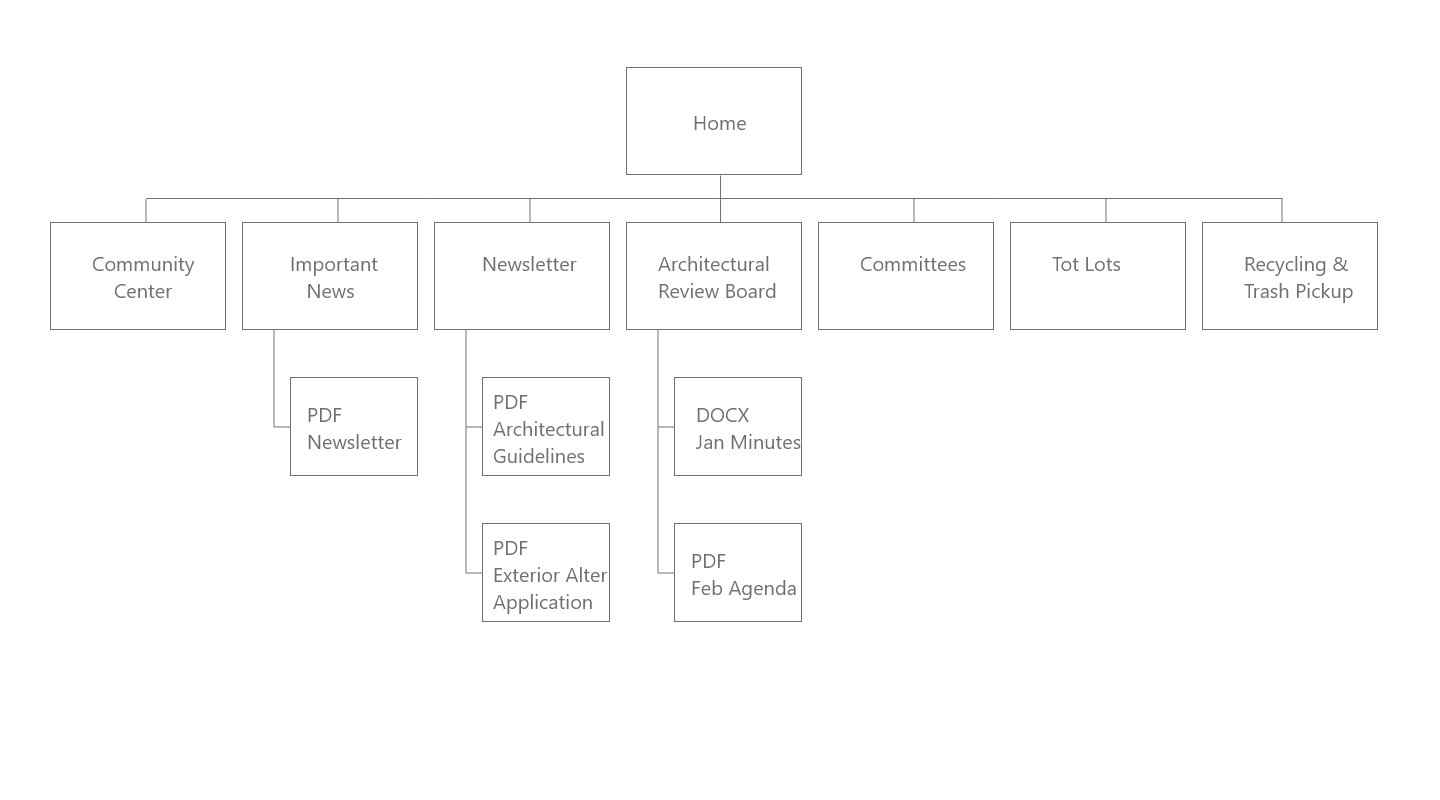 Home
Community
Center
Important
News
Newsletter
Architectural
Review Board
Committees
Tot Lots
Recycling &
Trash Pickup
PDF
Newsletter
PDF
Architectural
Guidelines
DOCX
Jan Minutes
PDF
Exterior Alter
Application
PDF
Feb Agenda